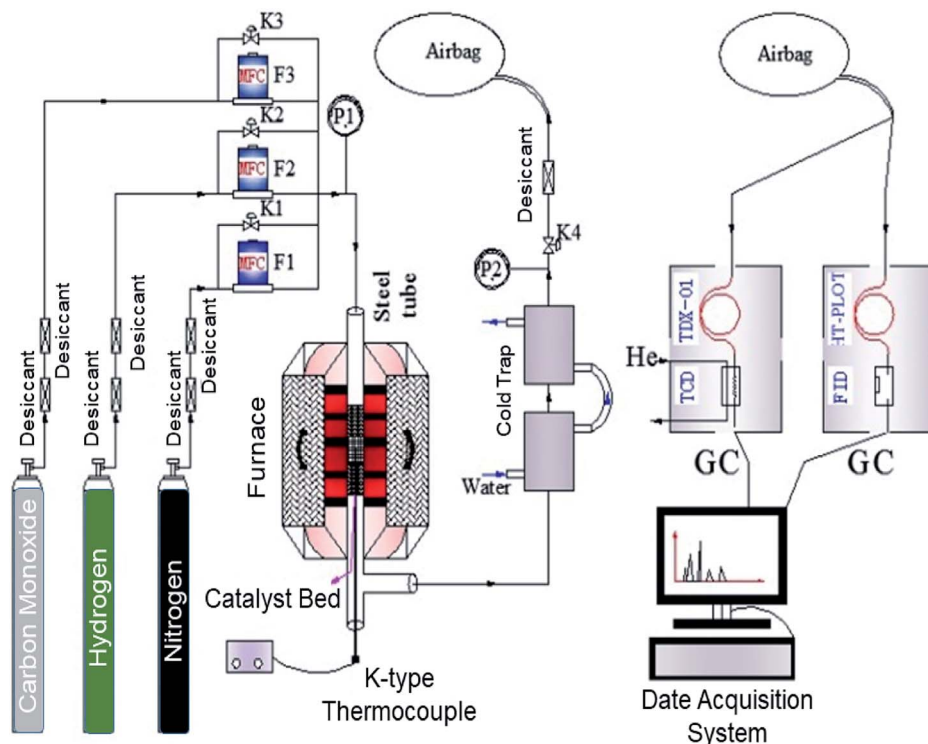 K3
MFC
F3
K2
MFC
F2
K1
MFC
F1
P1
Airbag
Airbag
Desiccant
Desiccant
Desiccant
Desiccant
Desiccant
Desiccant
Carbon Monoxide
Hydrogen
Nitrogen
Steel
tube
Furnace
Catalyst Bed
K-type
Thermocouple
Cold Trap
Water
P2
K4
Desiccant
TDX-01
He
TCD
GC
HT-PLOT
FID
GC
Date Acquisition
System